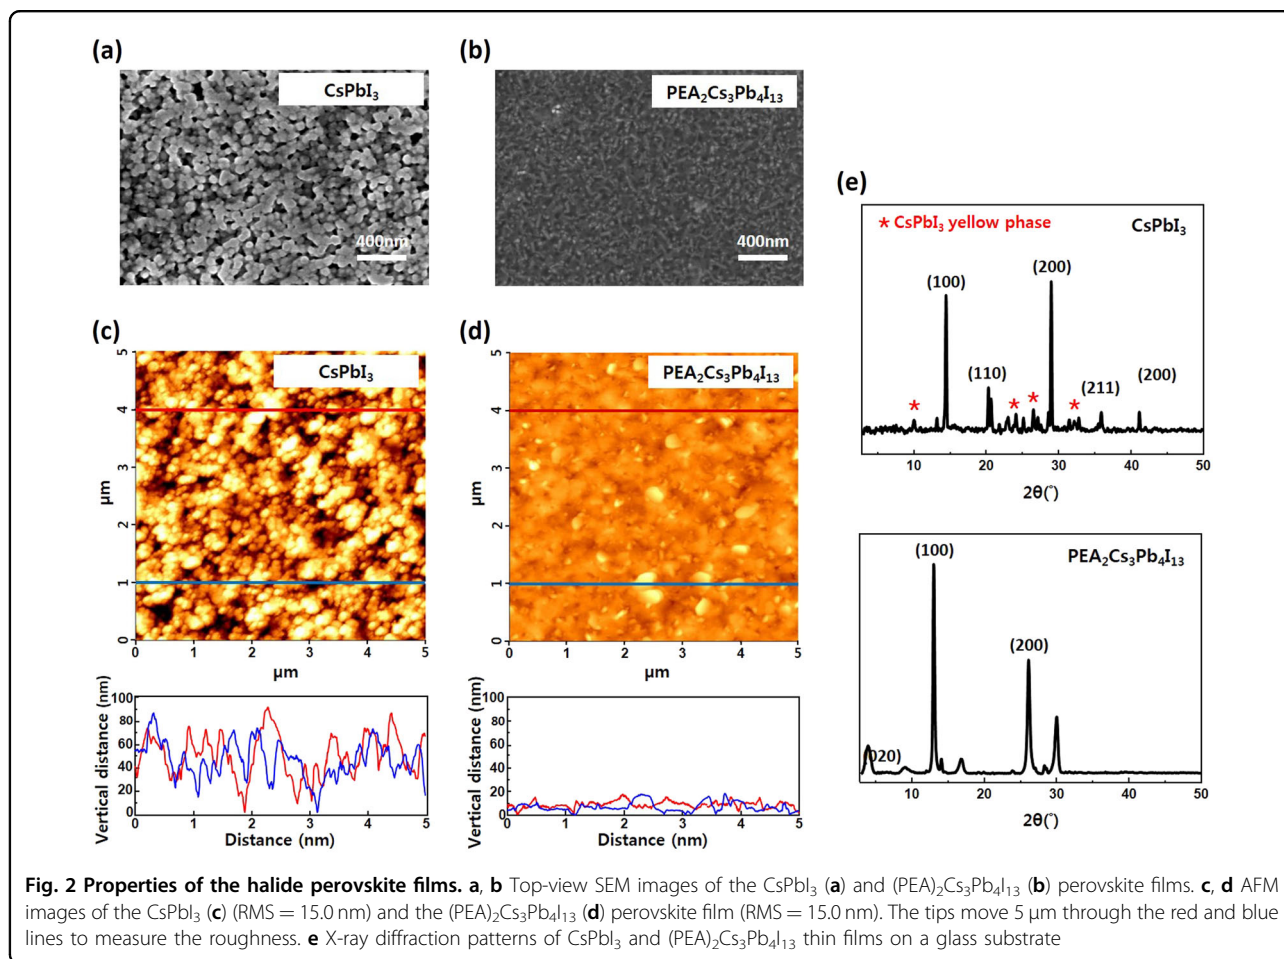 (a)
CsPbI₃
400nm
(b)
PEA₂Cs₃Pb₄I₁₃
400nm
(c)
CsPbI₃
5
4
3
2
1
0
μm
0 1 2 3 4 5
μm
100
80
60
40
20
0
Vertical distance (nm)
0 1 2 3 4 5
Distance (nm)
(d)
PEA₂Cs₃Pb₄I₁₃
5
4
3
2
1
0
μm
0 1 2 3 4 5
μm
100
80
60
40
20
0
Vertical distance (nm)
0 1 2 3 4 5
Distance (nm)
(e)
* CsPbI₃ yellow phase
CsPbI₃
(100)
(110)
(200)
(211)
(200)
* * * *
10 20 30 40 50
2θ(°)
PEA₂Cs₃Pb₄I₁₃
(020)
(100)
(200)
10 20 30 40 50
2θ(°)
Fig. 2 Properties of the halide perovskite films. a, b Top-view SEM images of the CsPbI₃ (a) and (PEA)₂Cs₃Pb₄I₁₃ (b) perovskite films. c, d AFM
images of the CsPbI₃ (c) (RMS = 15.0 nm) and the (PEA)₂Cs₃Pb₄I₁₃ (d) perovskite film (RMS = 15.0 nm). The tips move 5 μm through the red and blue
lines to measure the roughness. e X-ray diffraction patterns of CsPbI₃ and (PEA)₂Cs₃Pb₄I₁₃ thin films on a glass substrate